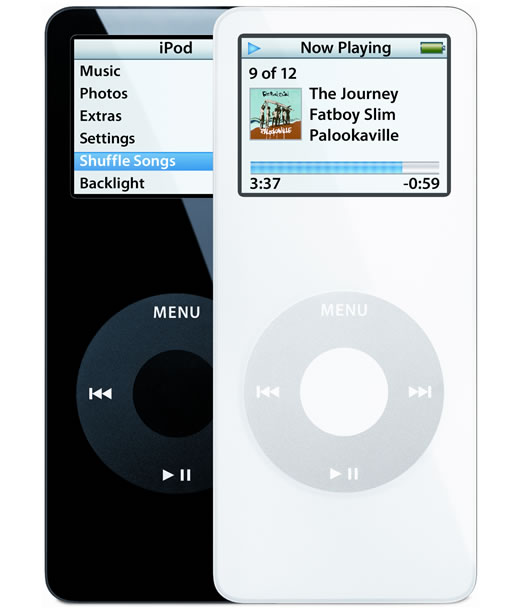 iPod
Music
Photos
Extras
Settings
Shuffle Songs
Backlight
MENU
Now Playing
9 of 12
The Journey
Fatboy Slim
Palookaville
PALOOKAVILLE
3:37
-0:59
MENU